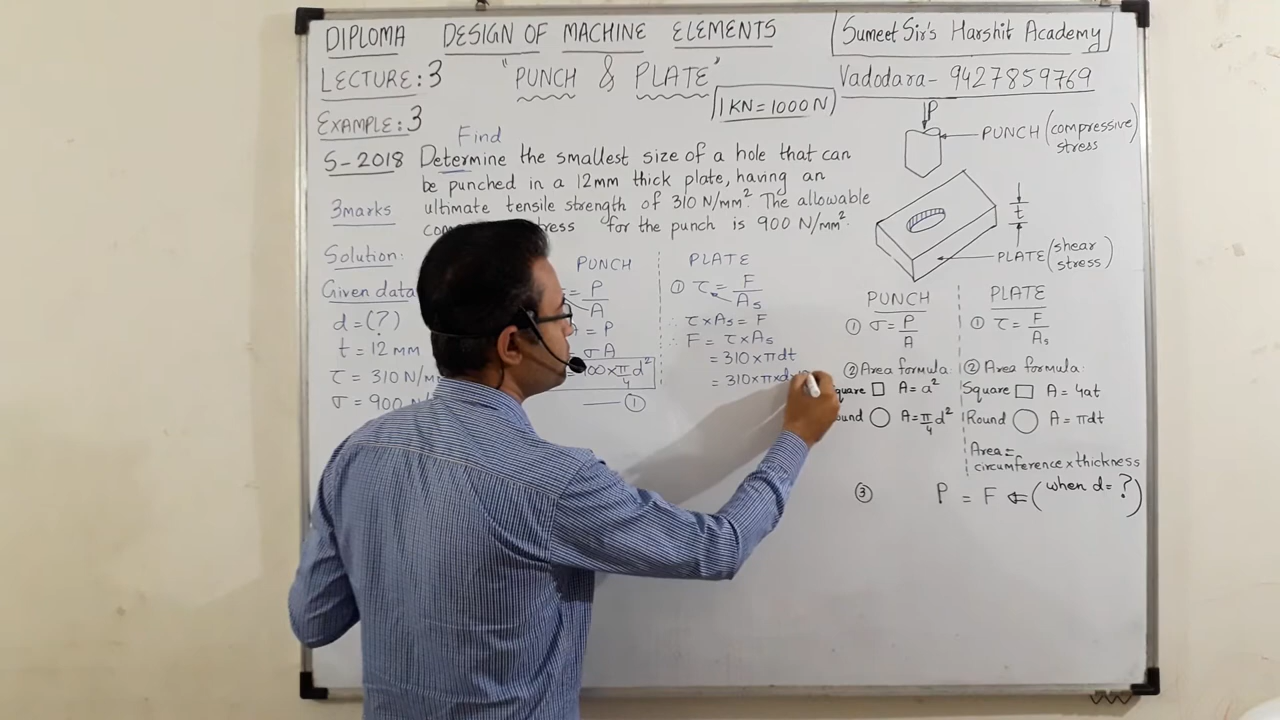 DIPLOMA DESIGN OF MACHINE ELEMENTS
Sumeet Sir's Harshit Academy
LECTURE: 3 "PUNCH & PLATE"
Vadodara- 9427859769
1 KN = 1000 N
EXAMPLE: 3
Find
S-2018 Determine the smallest size of a hole that can
be punched in a 12mm thick plate, having an
3marks ultimate tensile strength of 310 N/mm². The allowable
for the punch is 900 N/mm².
P
PUNCH (compressive stress)
t
PLATE (shear stress)
Solution:
Given data
d = (?)
t = 12 mm
τ = 310 N/m
σ = 900 N/
PUNCH
= P/A
= P
σ A
π/4 d²
①
PLATE
① τ = F/As
∴ τ×As = F
∴ F = τ×As
= 310×πdt
= 310×π×d×
PUNCH
① σ = P/A
② Area formula:
□ A = a²
○ A = π/4 d²
PLATE
① τ = F/As
② Area formula:
Square □ A = 4at
Round ○ A = πdt
Area =
circumference × thickness
③ P = F ⇐ (when d = ?)